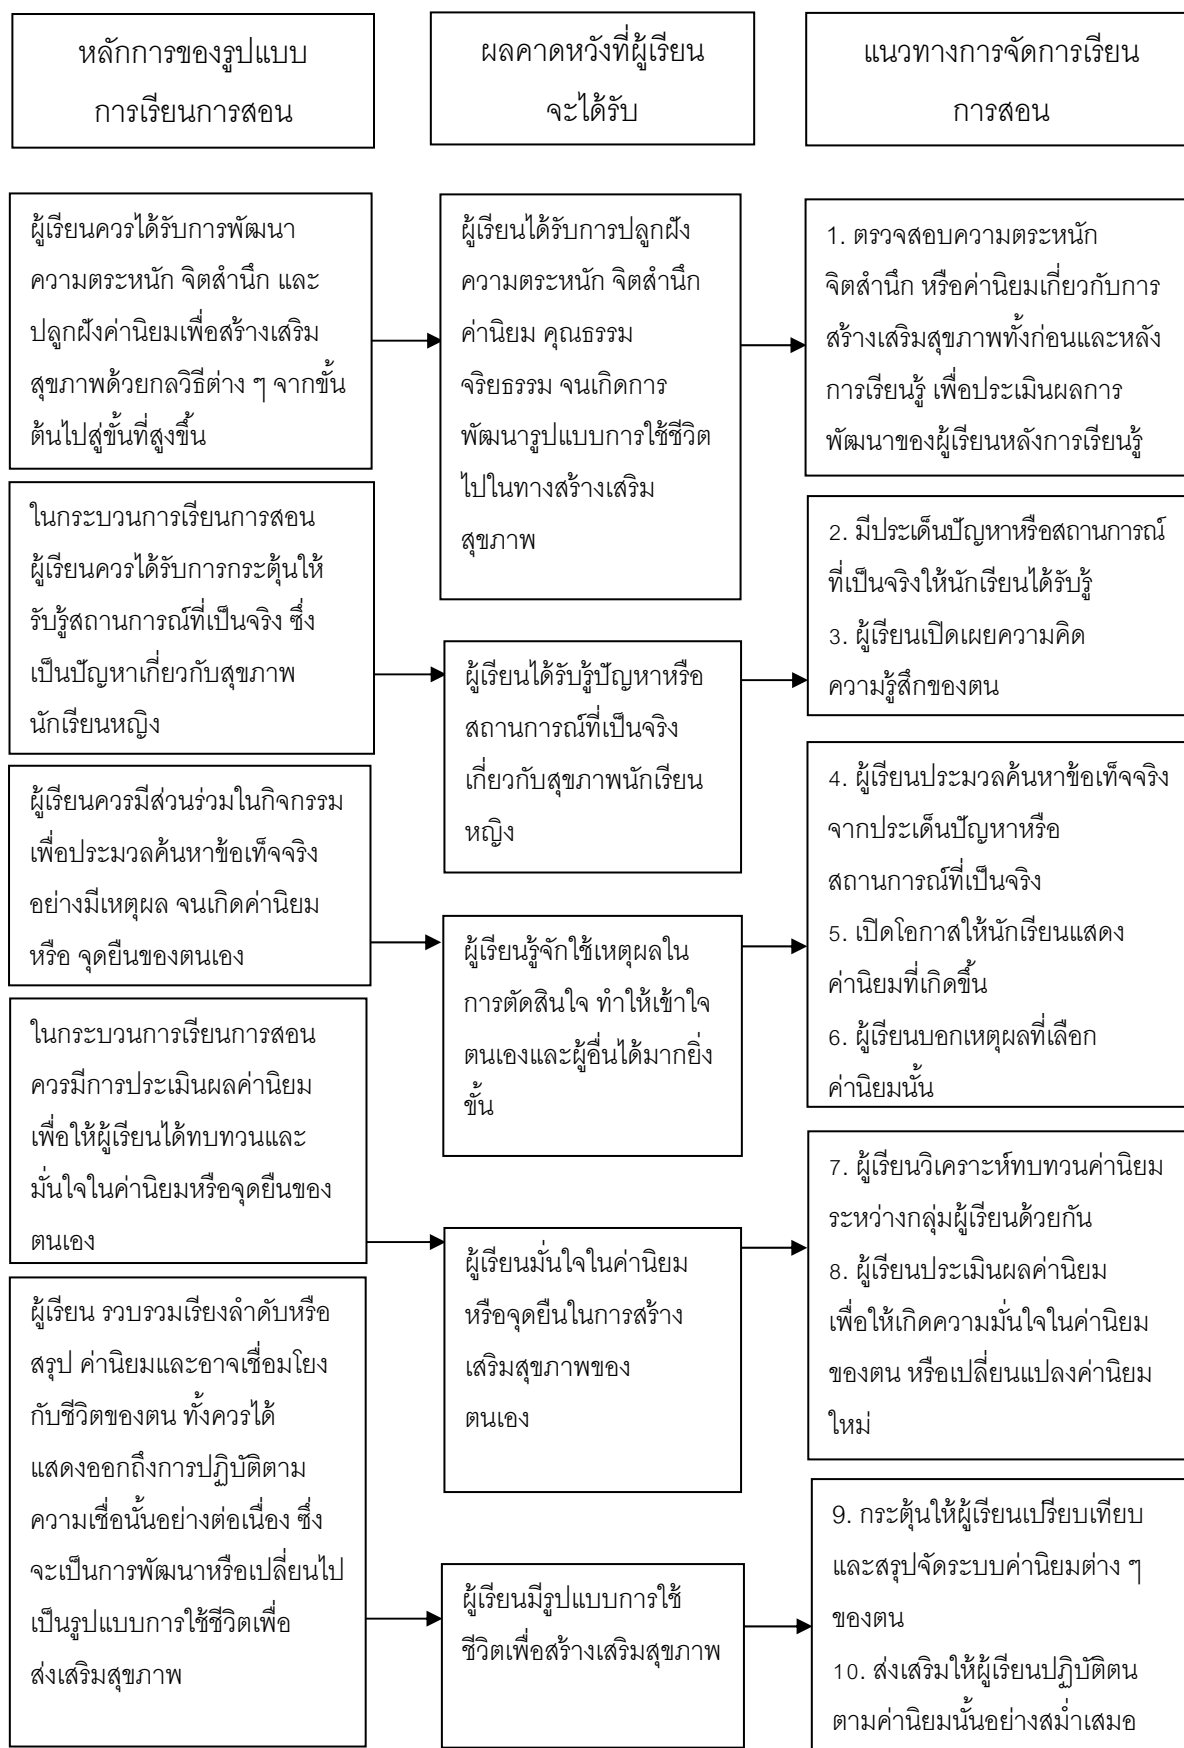 หลักการของรูปแบบ
การเรียนการสอน
ผลคาดหวังที่ผู้เรียน
จะได้รับ
แนวทางการจัดการเรียน
การสอน
ผู้เรียนควรได้รับการพัฒนา
ความตระหนัก จิตสำนึก และ
ปลูกฝังค่านิยมเพื่อสร้างเสริม
สุขภาพด้วยกลวิธีต่าง ๆ จากขั้น
ต้นไปสู่ขั้นที่สูงขึ้น
ผู้เรียนได้รับการปลูกฝัง
ความตระหนัก จิตสำนึก
ค่านิยม คุณธรรม
จริยธรรม จนเกิดการ
พัฒนารูปแบบการใช้ชีวิต
ไปในทางสร้างเสริม
สุขภาพ
1. ตรวจสอบความตระหนัก
จิตสำนึก หรือค่านิยมเกี่ยวกับการ
สร้างเสริมสุขภาพทั้งก่อนและหลัง
การเรียนรู้ เพื่อประเมินผลการ
พัฒนาของผู้เรียนหลังการเรียนรู้
ในกระบวนการเรียนการสอน
ผู้เรียนควรได้รับการกระตุ้นให้
รับรู้สถานการณ์ที่เป็นจริง ซึ่ง
เป็นปัญหาเกี่ยวกับสุขภาพ
นักเรียนหญิง
ผู้เรียนได้รับรู้ปัญหาหรือ
สถานการณ์ที่เป็นจริง
เกี่ยวกับสุขภาพนักเรียน
หญิง
2. มีประเด็นปัญหาหรือสถานการณ์
ที่เป็นจริงให้นักเรียนได้รับรู้
3. ผู้เรียนเปิดเผยความคิด
ความรู้สึกของตน
ผู้เรียนควรมีส่วนร่วมในกิจกรรม
เพื่อประมวลค้นหาข้อเท็จจริง
อย่างมีเหตุผล จนเกิดค่านิยม
หรือ จุดยืนของตนเอง
ผู้เรียนรู้จักใช้เหตุผลใน
การตัดสินใจ ทำให้เข้าใจ
ตนเองและผู้อื่นได้มากยิ่ง
ขั้น
4. ผู้เรียนประมวลค้นหาข้อเท็จจริง
จากประเด็นปัญหาหรือ
สถานการณ์ที่เป็นจริง
5. เปิดโอกาสให้นักเรียนแสดง
ค่านิยมที่เกิดขึ้น
6. ผู้เรียนบอกเหตุผลที่เลือก
ค่านิยมนั้น
ในกระบวนการเรียนการสอน
ควรมีการประเมินผลค่านิยม
เพื่อให้ผู้เรียนได้ทบทวนและ
มั่นใจในค่านิยมหรือจุดยืนของ
ตนเอง
ผู้เรียนมั่นใจในค่านิยม
หรือจุดยืนในการสร้าง
เสริมสุขภาพของ
ตนเอง
7. ผู้เรียนวิเคราะห์ทบทวนค่านิยม
ระหว่างกลุ่มผู้เรียนด้วยกัน
8. ผู้เรียนประเมินผลค่านิยม
เพื่อให้เกิดความมั่นใจในค่านิยม
ของตน หรือเปลี่ยนแปลงค่านิยม
ใหม่
ผู้เรียน รวบรวมเรียงลำดับหรือ
สรุป ค่านิยมและอาจเชื่อมโยง
กับชีวิตของตน ทั้งควรได้
แสดงออกถึงการปฏิบัติตาม
ความเชื่อนั้นอย่างต่อเนื่อง ซึ่ง
จะเป็นการพัฒนาหรือเปลี่ยนไป
เป็นรูปแบบการใช้ชีวิตเพื่อ
ส่งเสริมสุขภาพ
ผู้เรียนมีรูปแบบการใช้
ชีวิตเพื่อสร้างเสริมสุขภาพ
9. กระตุ้นให้ผู้เรียนเปรียบเทียบ
และสรุปจัดระบบค่านิยมต่าง ๆ
ของตน
10. ส่งเสริมให้ผู้เรียนปฏิบัติตน
ตามค่านิยมนั้นอย่างสม่ำเสมอ